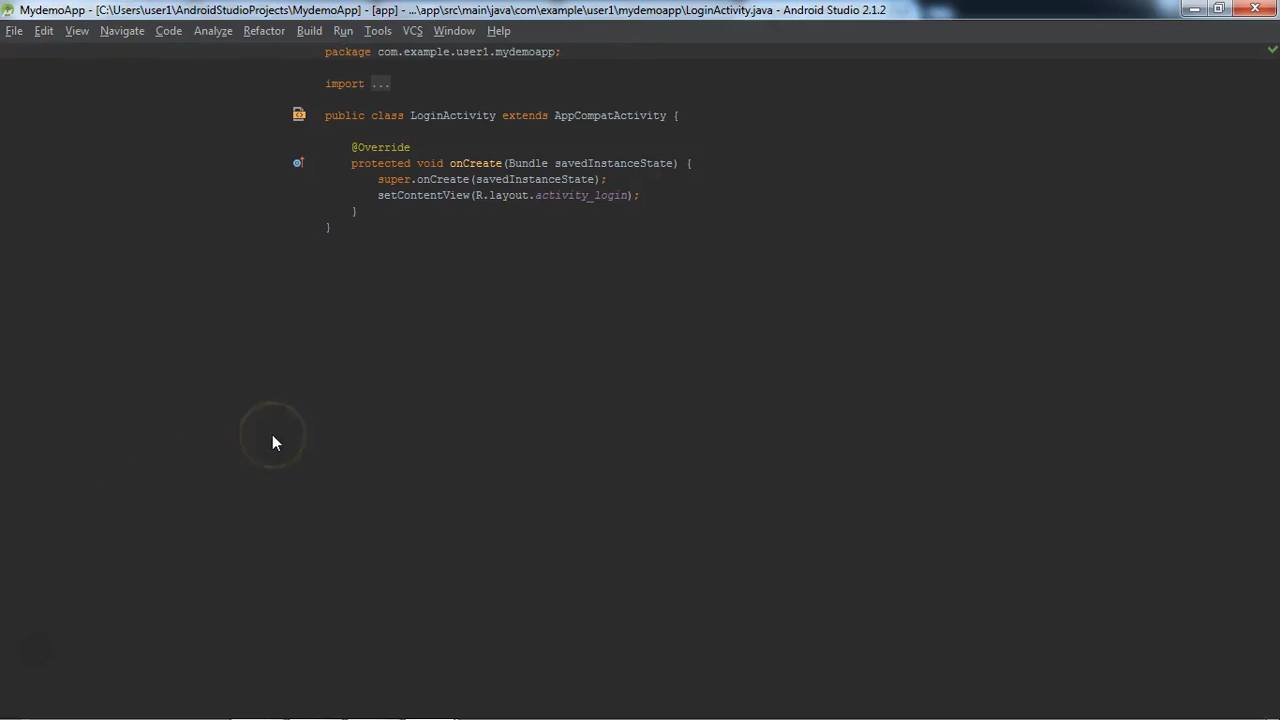 MydemoApp - [C:\Users\user1\AndroidStudioProjects\MydemoApp] - [app] - ...\app\src\main\java\com\example\user1\mydemoapp\LoginActivity.java - Android Studio 2.1.2
File Edit View Navigate Code Analyze Refactor Build Run Tools VCS Window Help
package com.example.user1.mydemoapp;
import ...
public class LoginActivity extends AppCompatActivity {
@Override
protected void onCreate(Bundle savedInstanceState) {
super.onCreate(savedInstanceState);
setContentView(R.layout.activity_login);
}
}